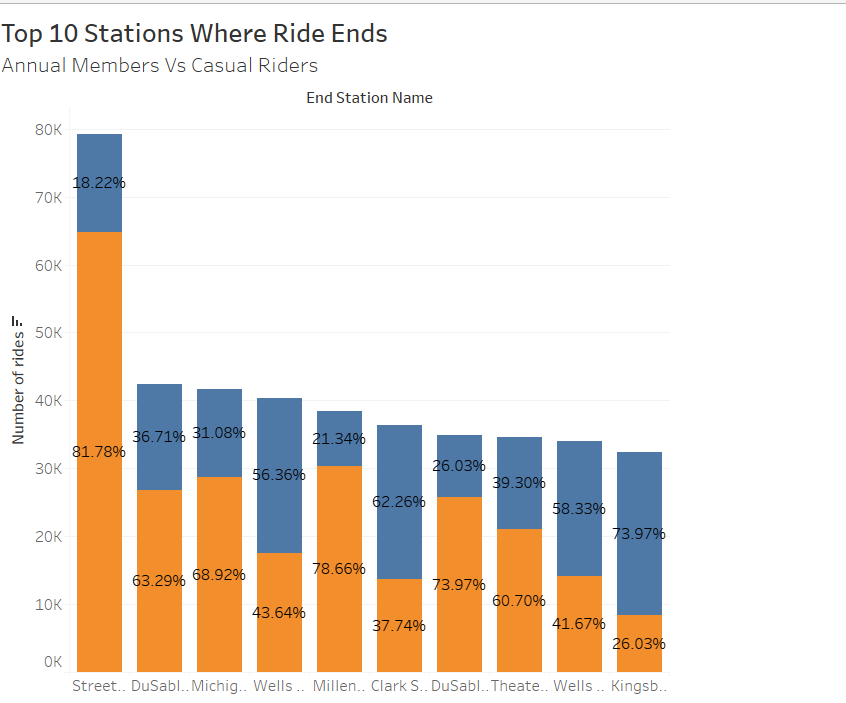 Top 10 Stations Where Ride Ends
Annual Members Vs Casual Riders
End Station Name
Number of rides
80K
70K
60K
50K
40K
30K
20K
10K
0K
18.22%
81.78%
36.71%
63.29%
31.08%
68.92%
56.36%
43.64%
21.34%
78.66%
62.26%
37.74%
26.03%
73.97%
39.30%
60.70%
58.33%
41.67%
73.97%
26.03%
Street.. DuSabl.. Michig.. Wells .. Millen.. Clark S.. DuSabl.. Theate.. Wells .. Kingsb..